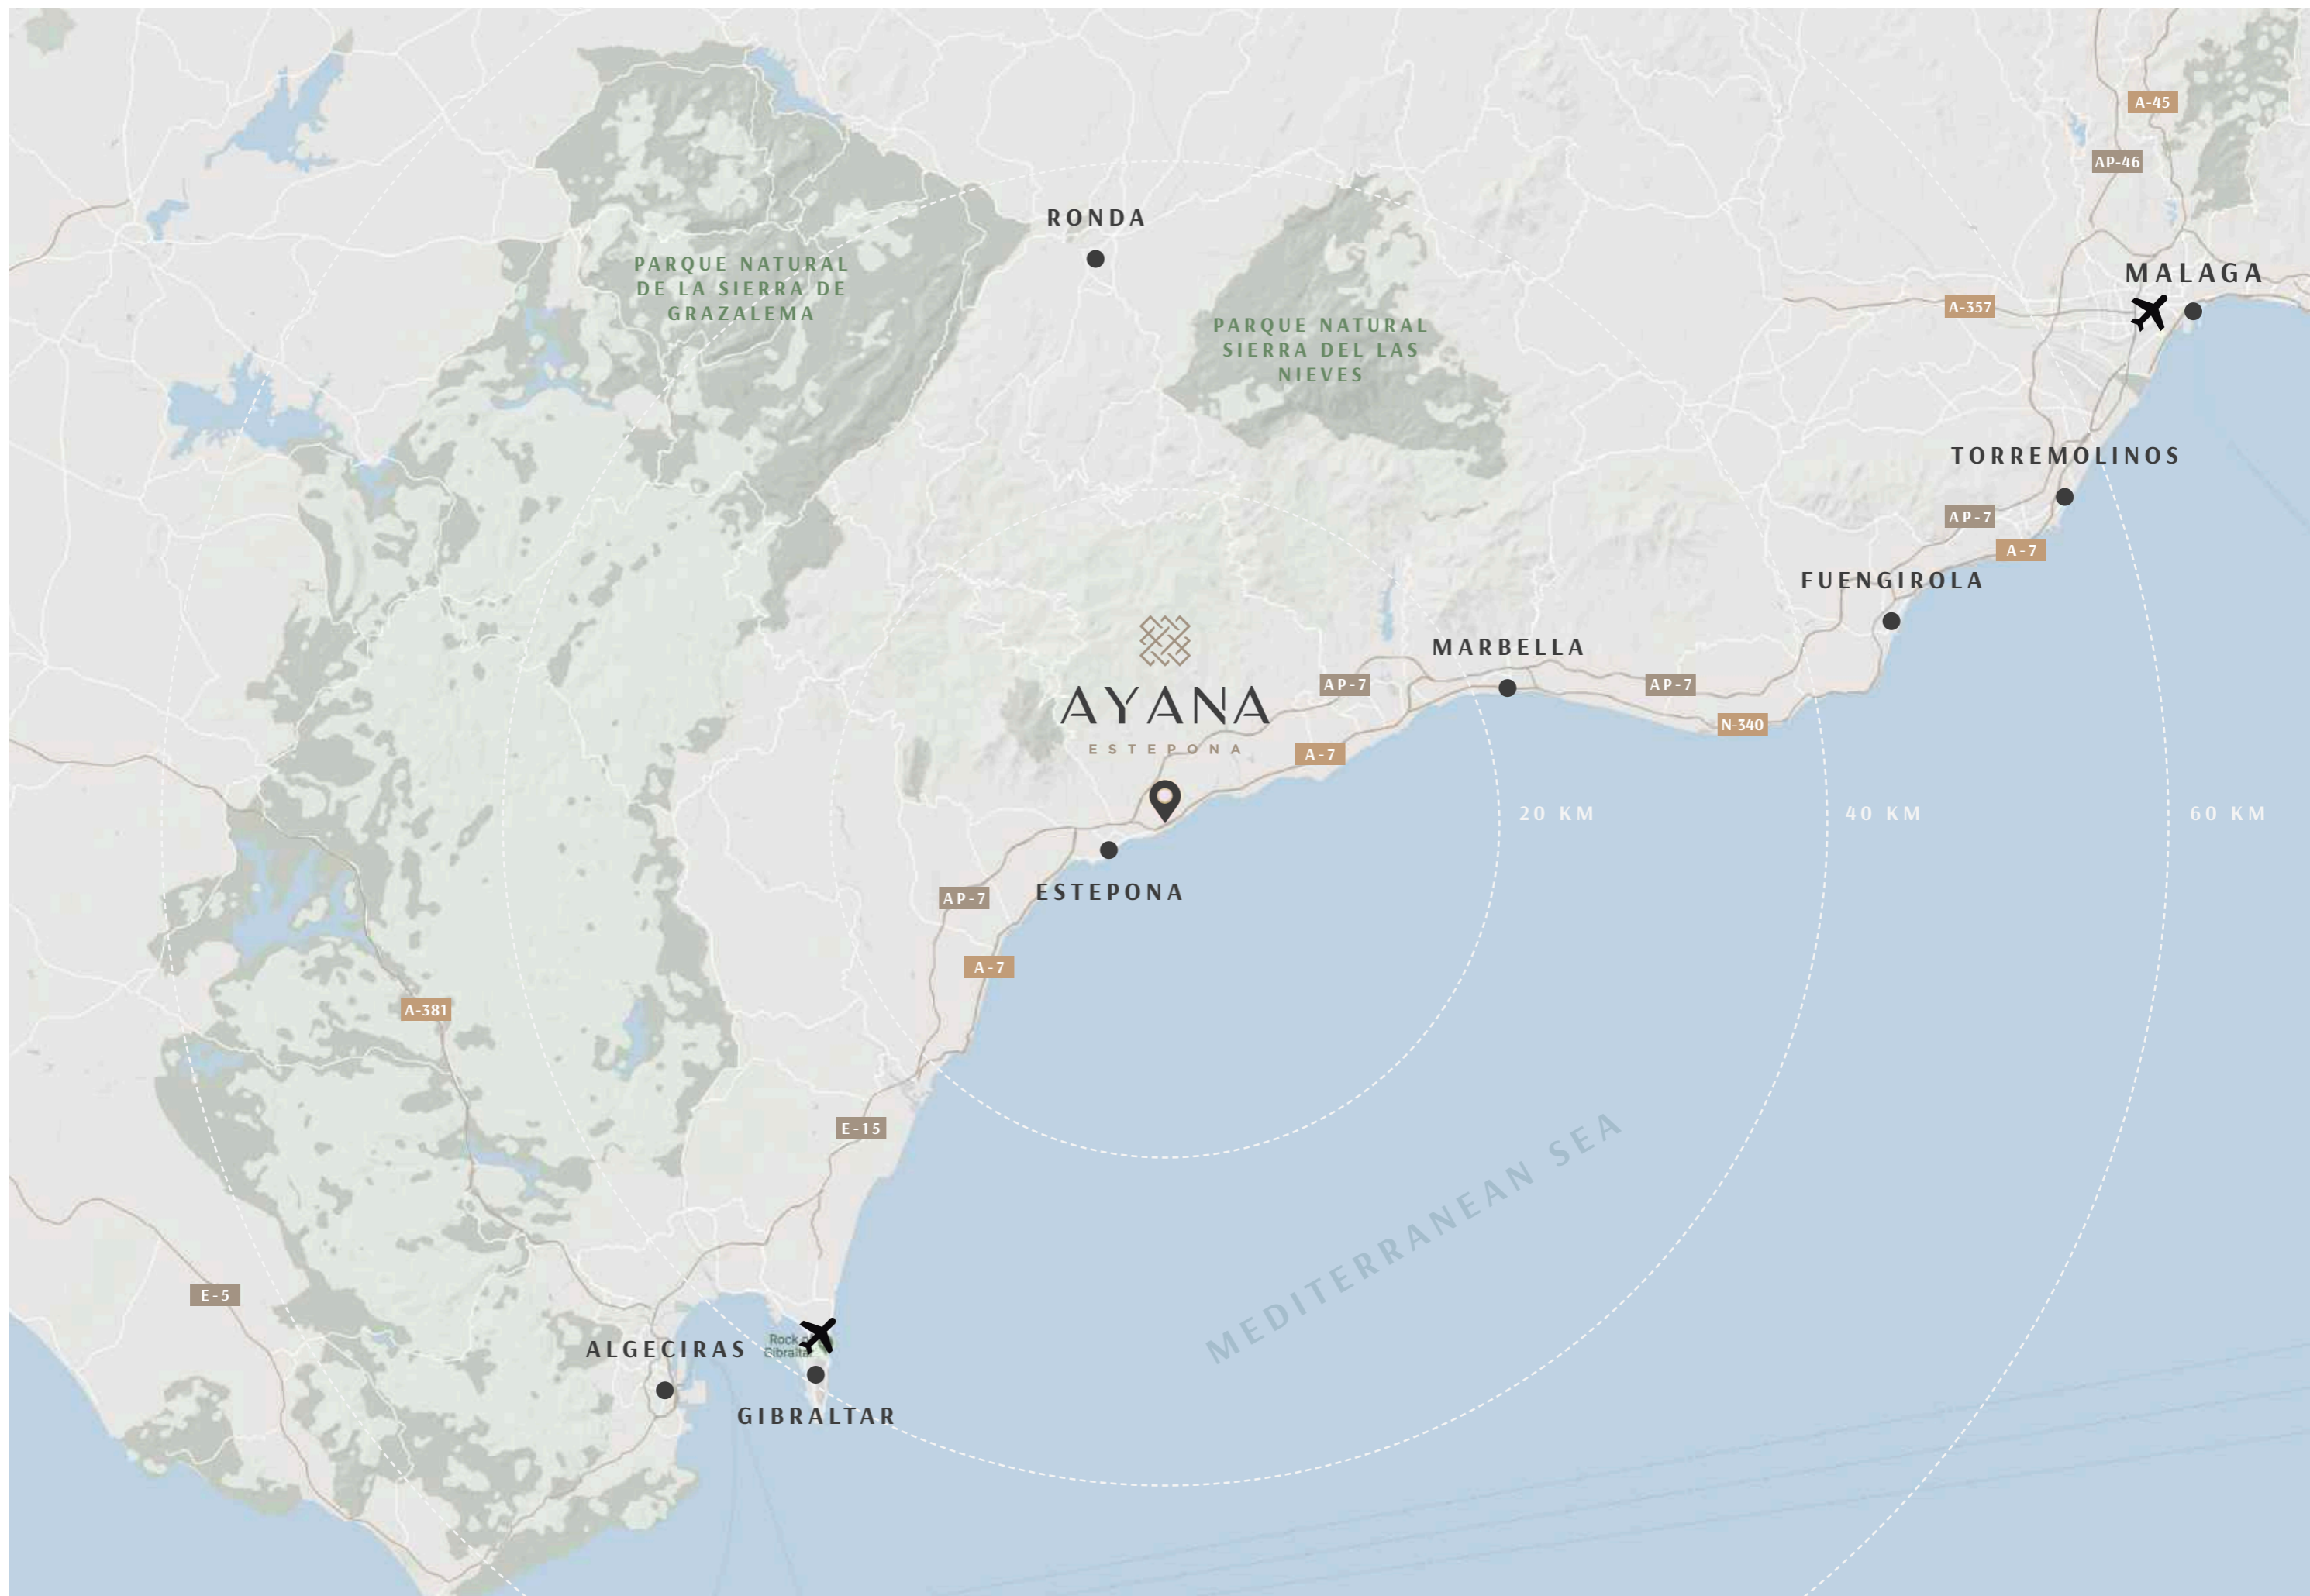 A-45
AP-46
RONDA
PARQUE NATURAL
DE LA SIERRA DE
GRAZALEMA
MALAGA
A-357
PARQUE NATURAL
SIERRA DEL LAS
NIEVES
TORREMOLINOS
AP-7
A-7
FUENGIROLA
MARBELLA
AP-7
AP-7
AYANA
ESTEPONA
N-340
A-7
20 KM
40 KM
60 KM
ESTEPONA
AP-7
A-7
A-381
E-15
MEDITERRANEAN SEA
E-5
ALGECIRAS
Rock
GIBRALTAR